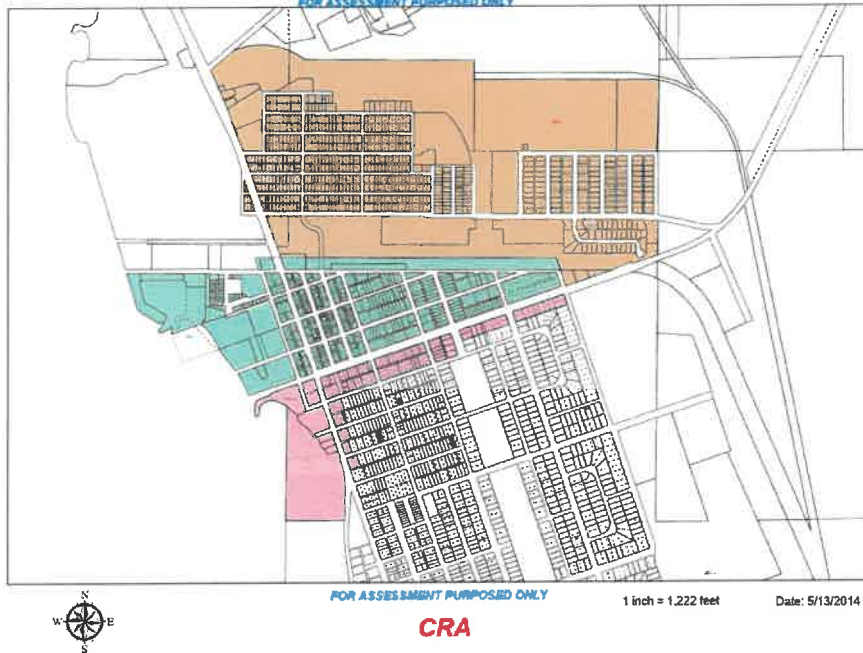 FOR ASSESSMENT PURPOSED ONLY
FOR ASSESSMENT PURPOSED ONLY
1 inch = 1,222 feet
Date: 5/13/2014
N
W
E
S
CRA